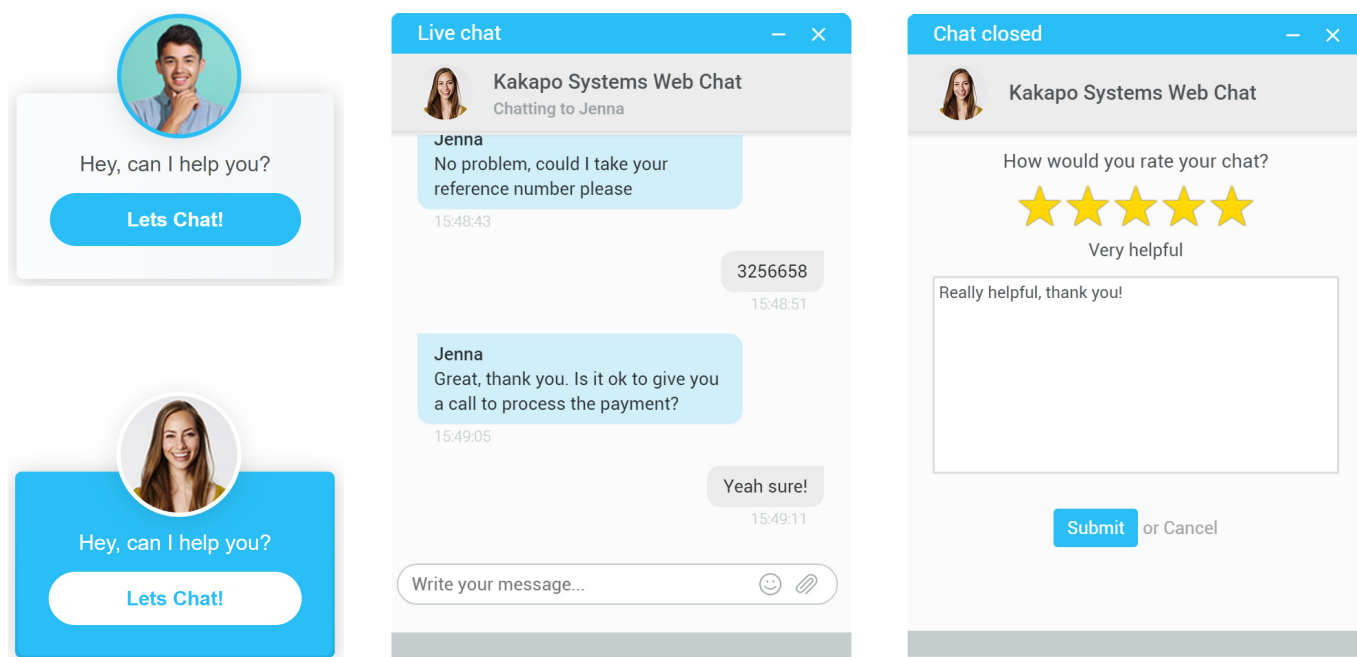 Hey, can I help you?
Lets Chat!
Hey, can I help you?
Lets Chat!
Live chat
Kakapo Systems Web Chat
Chatting to Jenna
Jenna
No problem, could I take your
reference number please
15:48:43
3256658
15:48:51
Jenna
Great, thank you. Is it ok to give you
a call to process the payment?
15:49:05
Yeah sure!
15:49:11
Write your message...
Chat closed
Kakapo Systems Web Chat
How would you rate your chat?
Very helpful
Really helpful, thank you!
Submit or Cancel